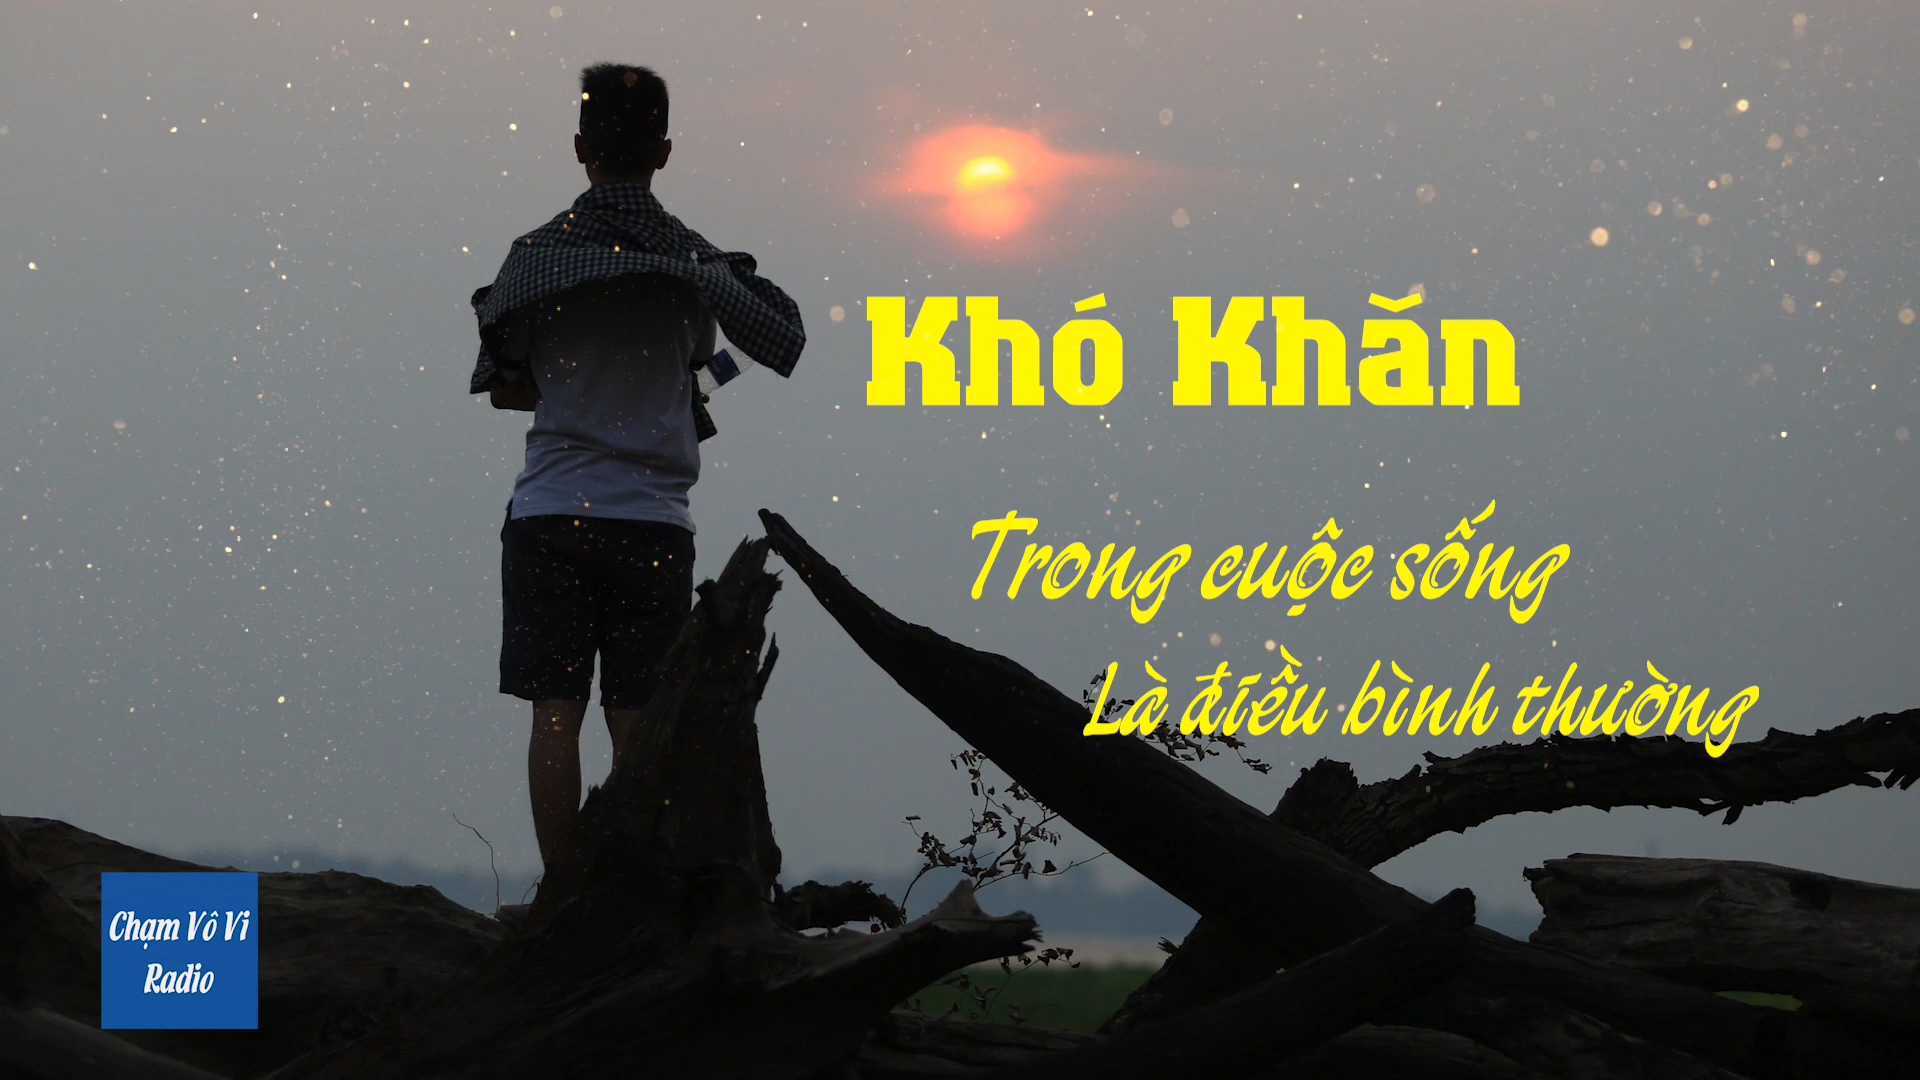 Khó Khăn
Trong cuộc sống
Là điều bình thường
Chạm Vô Vi
Radio